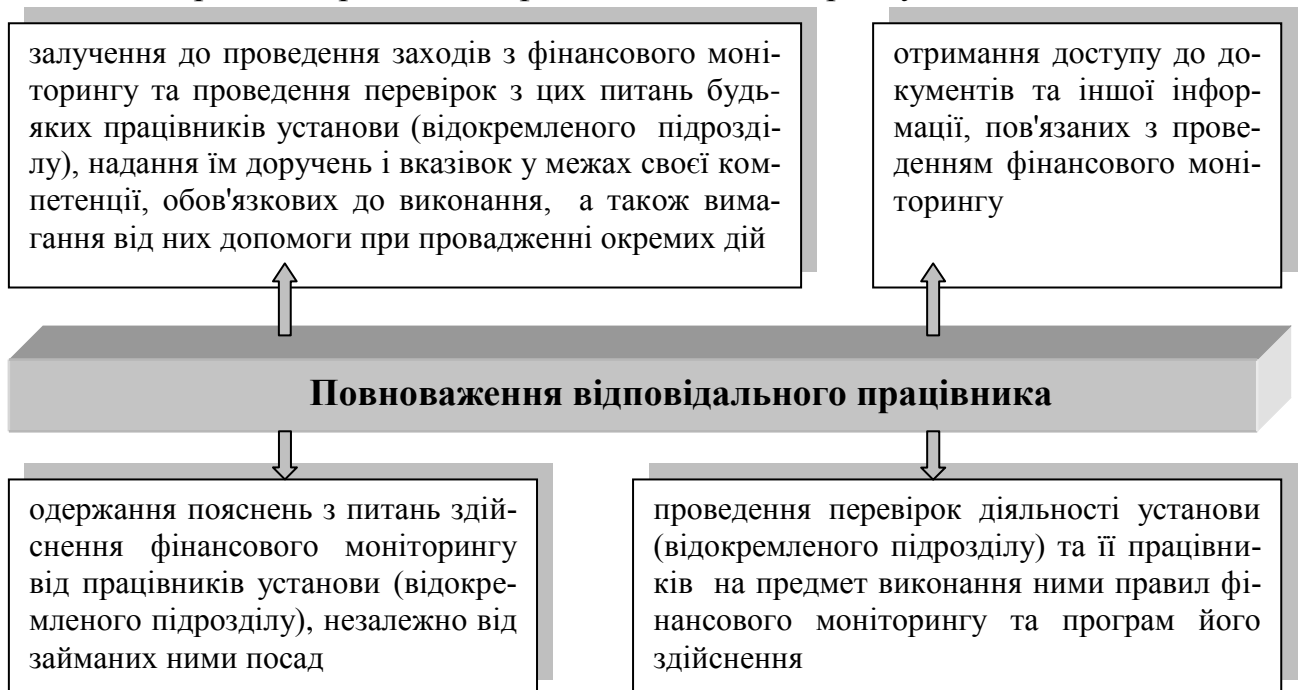 залучення до проведення заходів з фінансового моні-
торингу та проведення перевірок з цих питань будь-
яких працівників установи (відокремленого підрозді-
лу), надання їм доручень і вказівок у межах своєї ком-
петенції, обов'язкових до виконання, а також вима-
гання від них допомоги при провадженні окремих дій
отримання доступу до до-
кументів та іншої інфор-
мації, пов'язаних з прове-
денням фінансового моні-
торингу
Повноваження відповідального працівника
одержання пояснень з питань здій-
снення фінансового моніторингу
від працівників установи (відокре-
мленого підрозділу), незалежно від
займаних ними посад
проведення перевірок діяльності установи
(відокремленого підрозділу) та її працівни-
ків на предмет виконання ними правил фі-
нансового моніторингу та програм його
здійснення